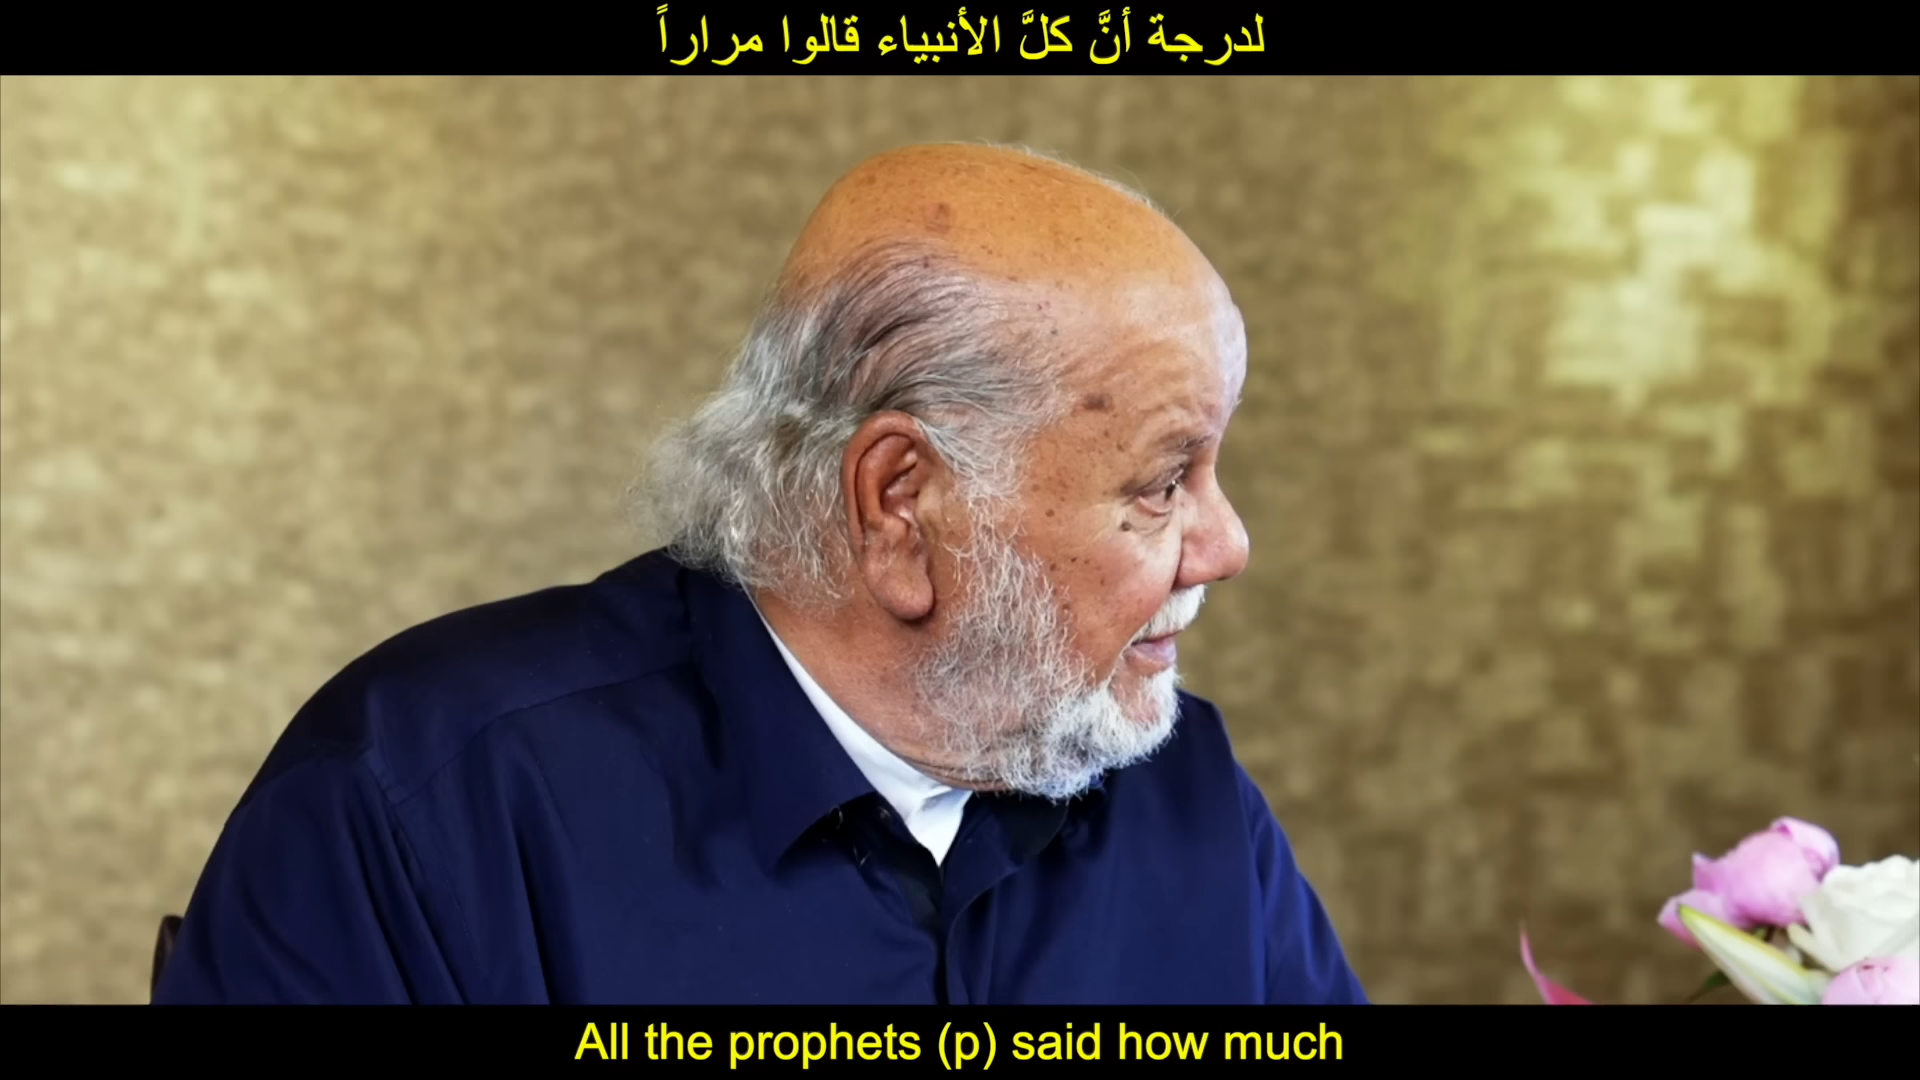 لدرجة أنَّ كلَّ الأنبياء قالوا مراراً
All the prophets (p) said how much